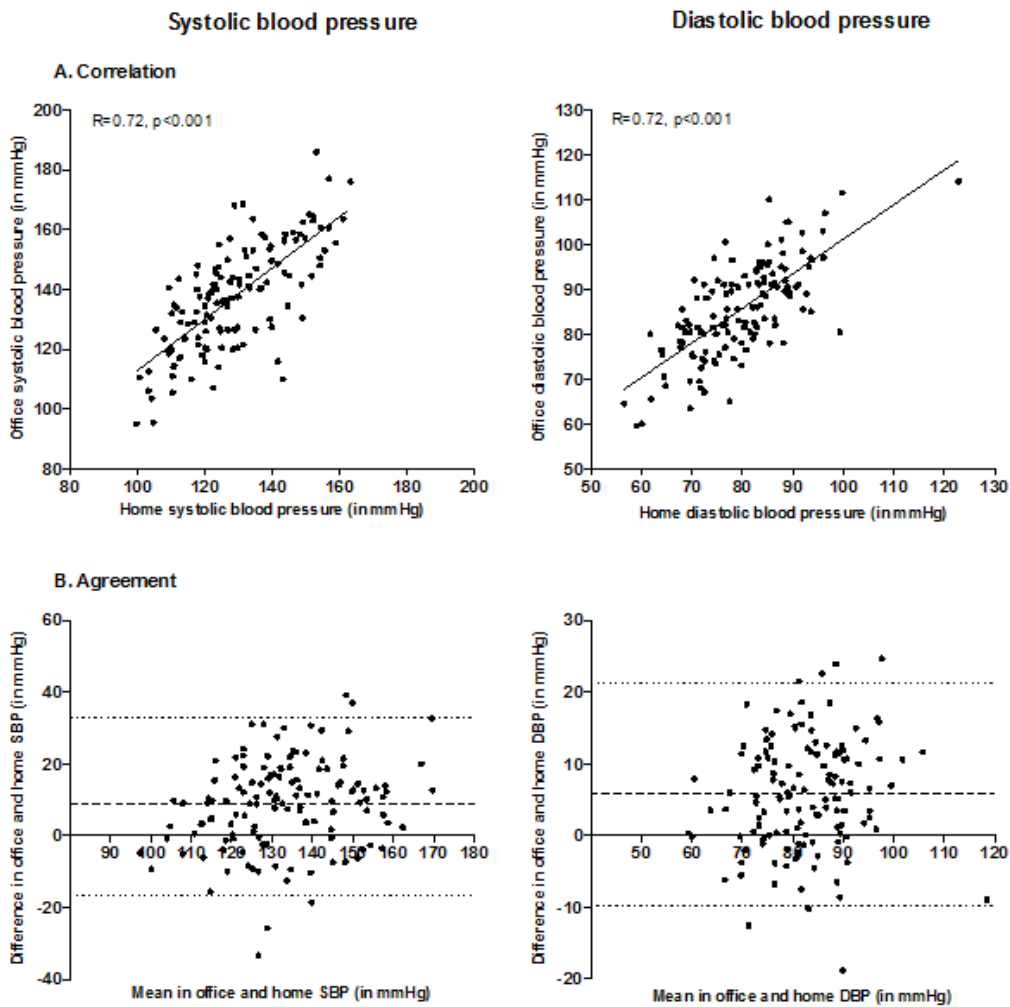 Systolic blood pressure
Diastolic blood pressure
A. Correlation
R=0.72, p<0.001
Office systolic blood pressure (in mmHg)
200
180
160
140
120
100
80
80 100 120 140 160 180 200
Home systolic blood pressure (in mmHg)
R=0.72, p<0.001
Office diastolic blood pressure (in mmHg)
130
120
110
100
90
80
70
60
50
50 60 70 80 90 100 110 120 130
Home diastolic blood pressure (in mmHg)
B. Agreement
Difference in office and home SBP (in mmHg)
60
40
20
0
-20
-40
90 100 110 120 130 140 150 160 170 180
Mean in office and home SBP (in mmHg)
Difference in office and home DBP (in mmHg)
30
20
10
0
-10
-20
50 60 70 80 90 100 110 120
Mean in office and home DBP (in mmHg)